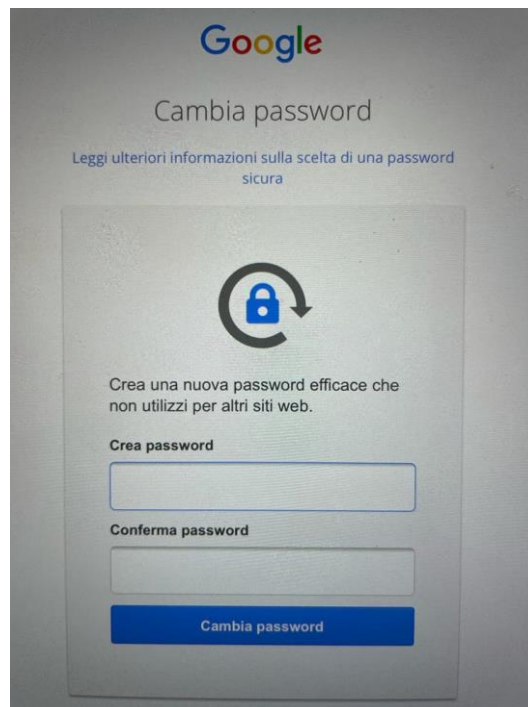 Google
Cambia password
Leggi ulteriori informazioni sulla scelta di una password
sicura
Crea una nuova password efficace che
non utilizzi per altri siti web.
Crea password
Conferma password
Cambia password